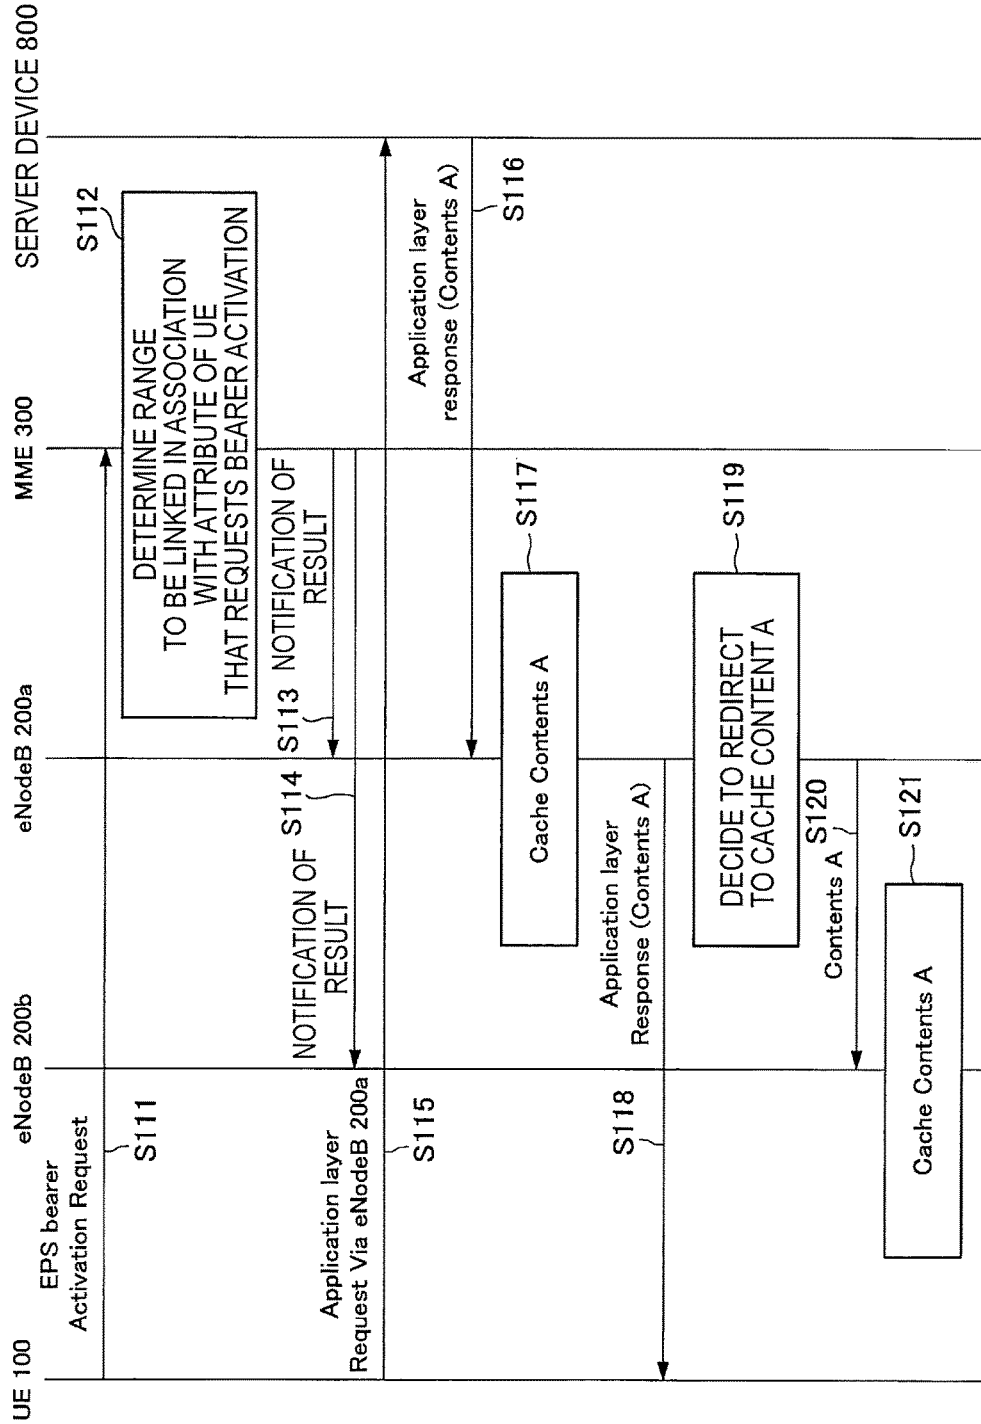 UE 100
eNodeB 200b
eNodeB 200a
MME 300
SERVER DEVICE 800
EPS bearer
Activation Request
S111
DETERMINE RANGE
TO BE LINKED IN ASSOCIATION
WITH ATTRIBUTE OF UE
THAT REQUESTS BEARER ACTIVATION
S112
NOTIFICATION OF
RESULT
S113
NOTIFICATION OF
RESULT
S114
Application layer
Request Via eNodeB 200a
S115
Application layer
response (Contents A)
S116
Cache Contents A
S117
Application layer
Response (Contents A)
S118
DECIDE TO REDIRECT
TO CACHE CONTENT A
S119
Contents A
S120
Cache Contents A
S121